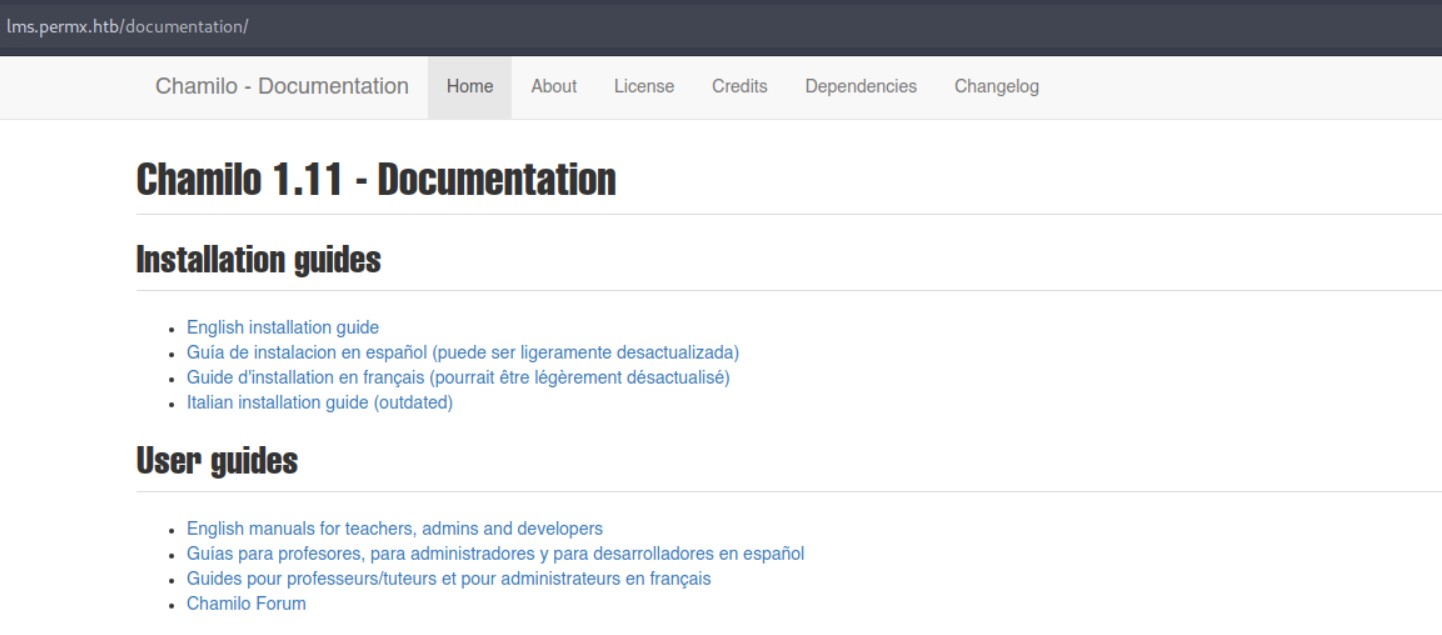 lms.permx.htb/documentation/
Chamilo - Documentation Home About License Credits Dependencies Changelog
Chamilo 1.11 - Documentation
Installation guides
English installation guide
Guía de instalacion en español (puede ser ligeramente desactualizada)
Guide d'installation en français (pourrait être légèrement désactualisé)
Italian installation guide (outdated)
User guides
English manuals for teachers, admins and developers
Guías para profesores, para administradores y para desarrolladores en español
Guides pour professeurs/tuteurs et pour administrateurs en français
Chamilo Forum